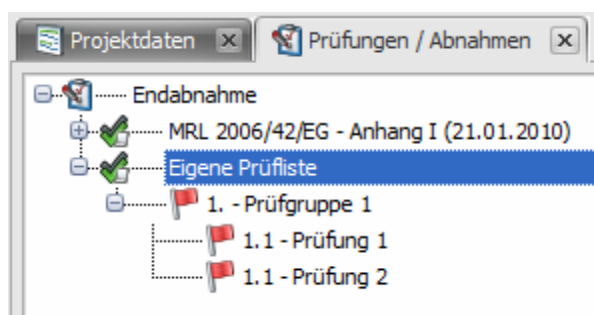 Projektdaten
Prüfungen / Abnahmen
Endabnahme
MRL 2006/42/EG - Anhang I (21.01.2010)
Eigene Prüfliste
1. - Prüfgruppe 1
1.1 - Prüfung 1
1.1 - Prüfung 2